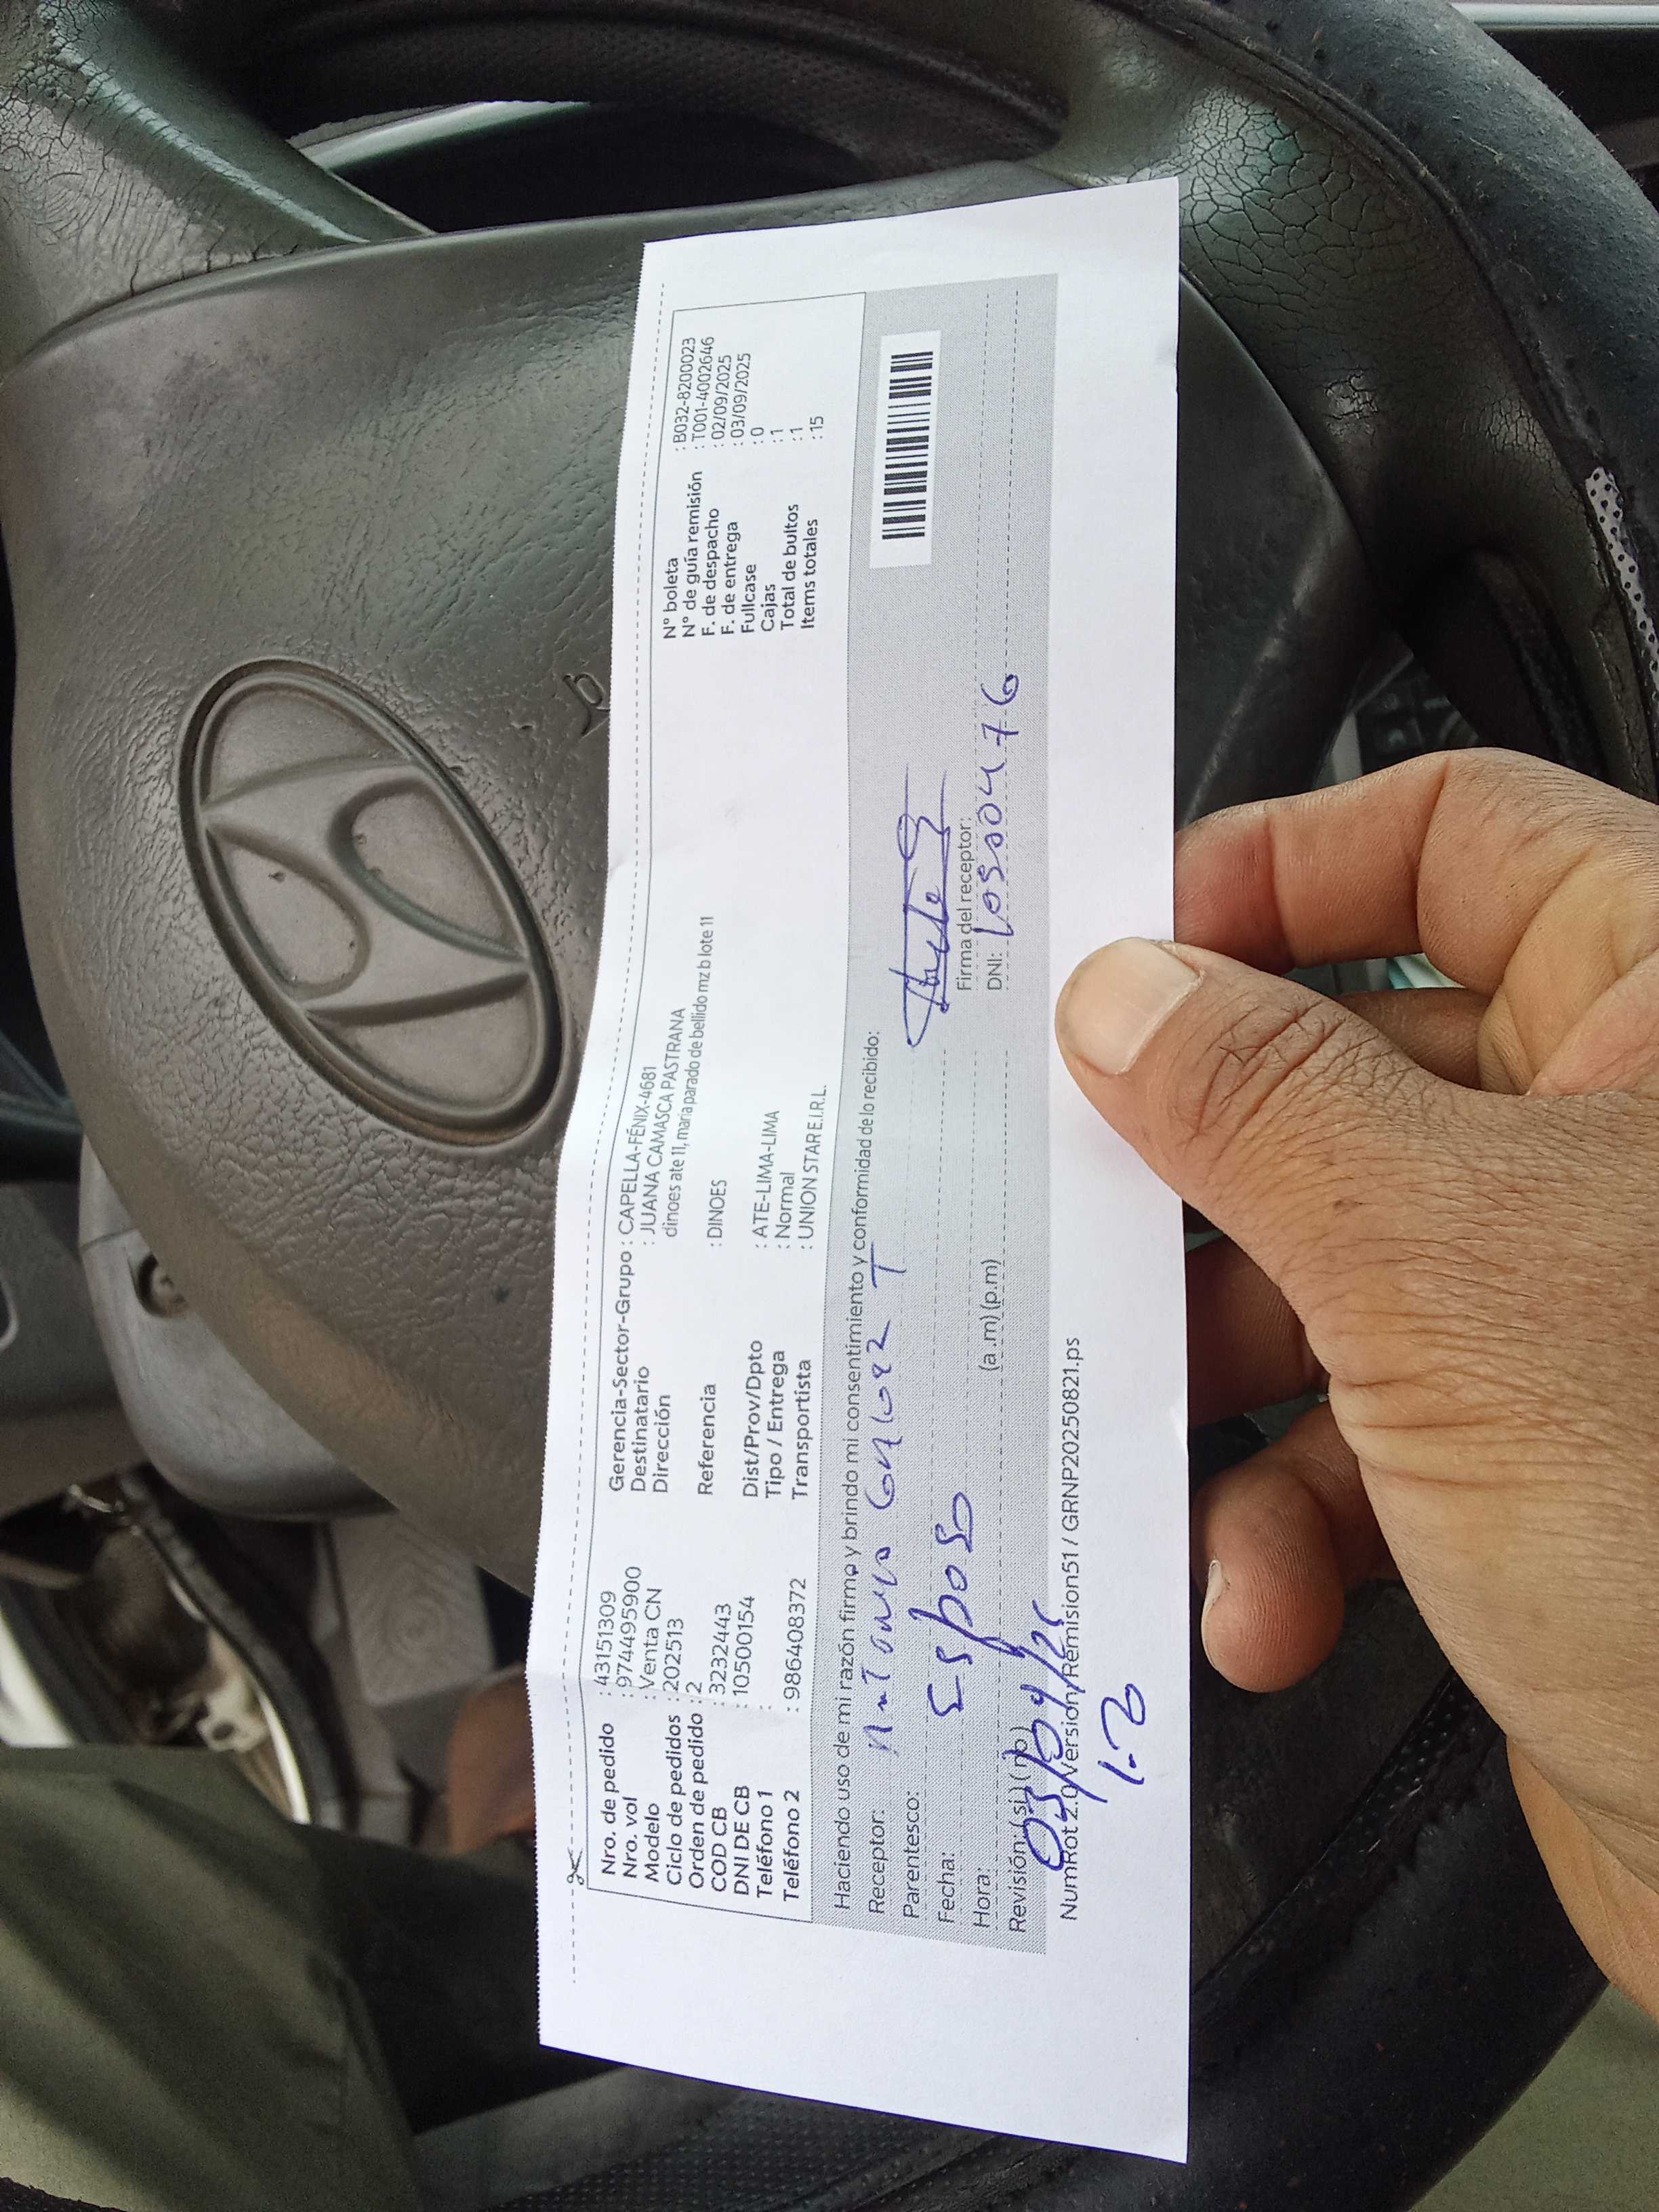 Nro. de pedido : 43151309
Nro. vol : 974495900
Modelo : Venta CN
Ciclo de pedidos : 202513
Orden de pedido : 2
COD CB : 3232443
DNI DE CB : 10500154
Teléfono 1 :
Teléfono 2 : 986408372
Gerencia-Sector-Grupo : CAPELLA-FÉNIX-4681
Destinatario : JUANA CAMASCA PASTRANA
Dirección dinoes ate 11, maria parado de bellido mz b lote 11
Referencia : DINOES
Dist/Prov/Dpto : ATE-LIMA-LIMA
Tipo / Entrega : Normal
Transportista : UNION STAR E.I.R.L.
N° boleta : B032-8200023
N° de guía remisión : T001-4002646
F. de despacho : 02/09/2025
F. de entrega : 03/09/2025
Fullcase : 0
Cajas : 1
Total de bultos : 1
Items totales : 15
Haciendo uso de mi razón firmo y brindo mi consentimiento y conformidad de lo recibido:
Receptor:
Parentesco: Esposo
Fecha:
Hora: (a .m) (p.m)
Revisión: (si) (no)
03/09/25
Firma del receptor:
DNI:
NumRot 2.0/Version/Remision51 / GRNP20250821.ps